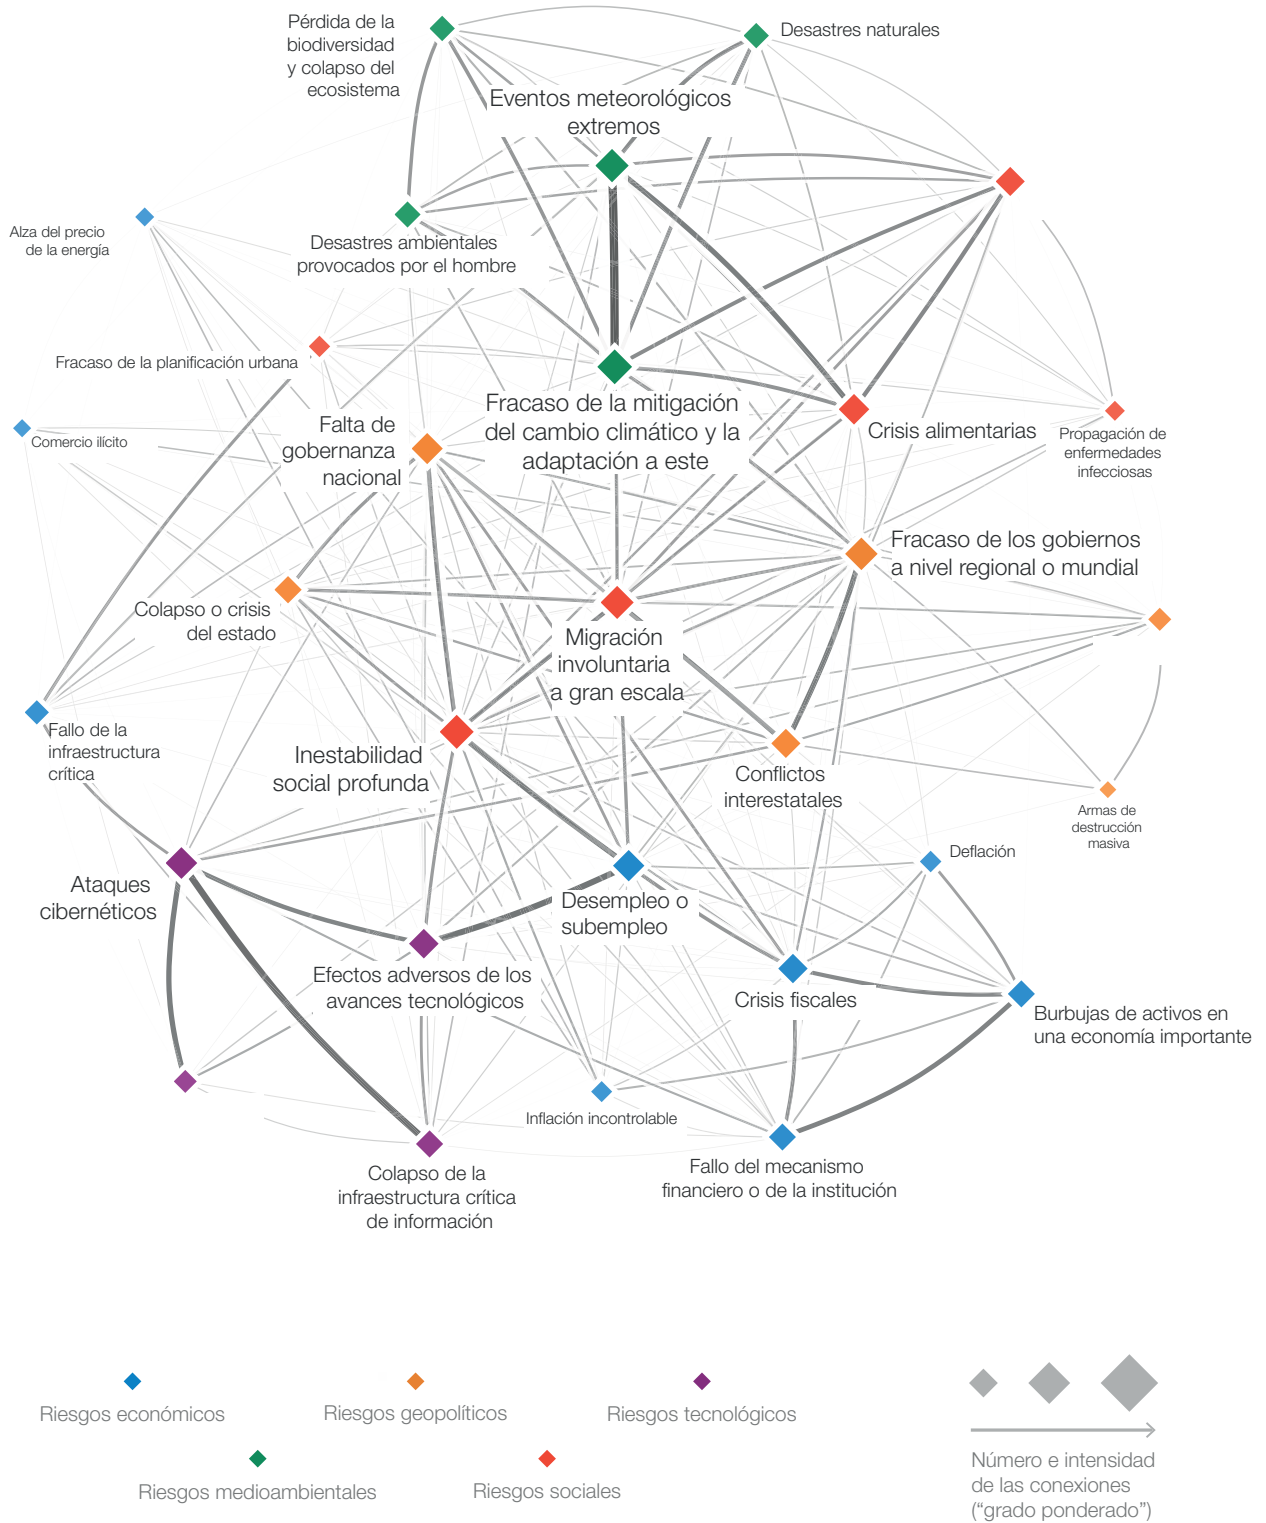 Pérdida de la
biodiversidad
y colapso del
ecosistema
Desastres naturales
Eventos meteorológicos
extremos
Alza del precio
de la energía
Desastres ambientales
provocados por el hombre
Fracaso de la planificación urbana
Fracaso de la mitigación
del cambio climático y la
adaptación a este
Falta de
gobernanza
nacional
Crisis alimentarias
Propagación de
enfermedades
infecciosas
Comercio ilícito
Fracaso de los gobiernos
a nivel regional o mundial
Colapso o crisis
del estado
Migración
involuntaria
a gran escala
Fallo de la
infraestructura
crítica
Inestabilidad
social profunda
Conflictos
interestatales
Armas de
destrucción
masiva
Deflación
Ataques
cibernéticos
Desempleo o
subempleo
Efectos adversos de los
avances tecnológicos
Crisis fiscales
Burbujas de activos en
una economía importante
Inflación incontrolable
Colapso de la
infraestructura crítica
de información
Fallo del mecanismo
financiero o de la institución
Riesgos económicos
Riesgos geopolíticos
Riesgos tecnológicos
Riesgos medioambientales
Riesgos sociales
Número e intensidad
de las conexiones
(“grado ponderado”)